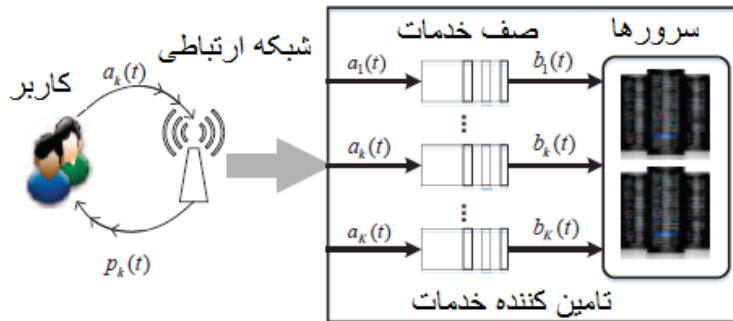 شبکه ارتباطی
a_k(t)
کاربر
p_k(t)
صف خدمات
سرورها
a_1(t)
b_1(t)
a_k(t)
b_k(t)
a_K(t)
b_K(t)
تامین کننده خدمات